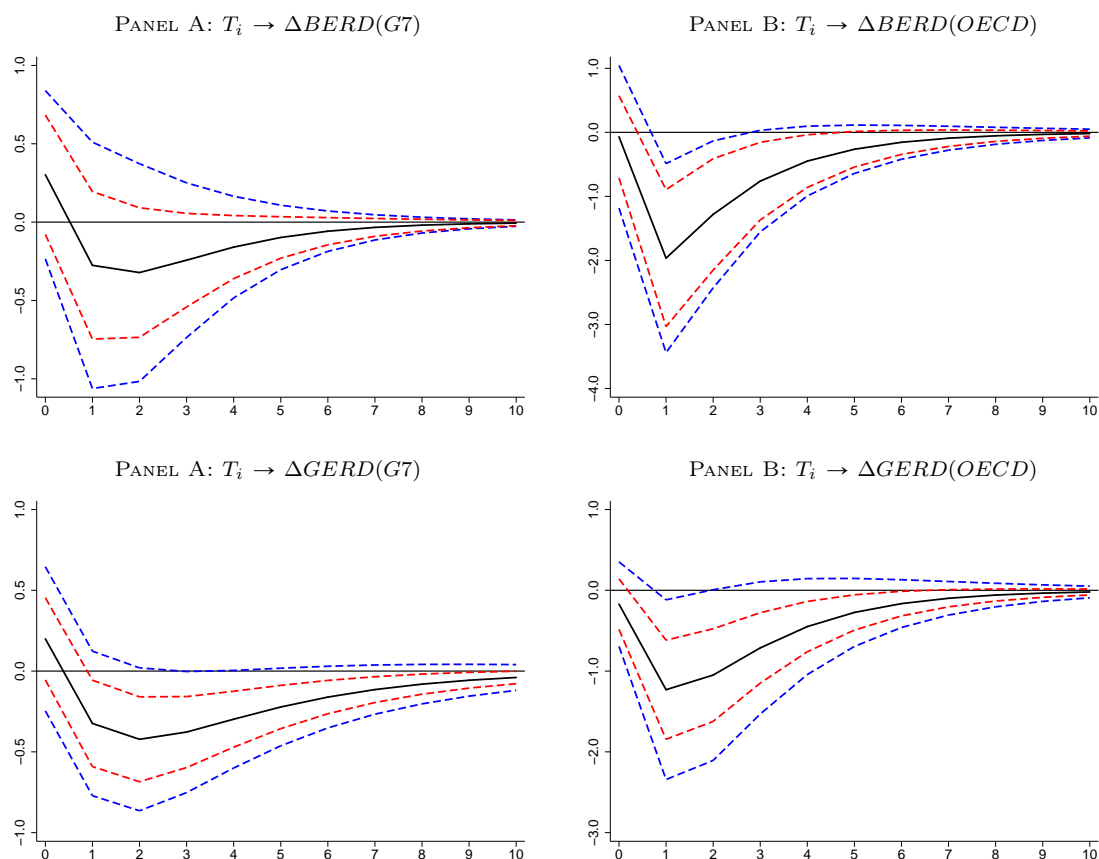 PANEL A: T_i → ΔBERD(G7)
1.0
0.5
0.0
−0.5
−1.0
0 1 2 3 4 5 6 7 8 9 10
PANEL B: T_i → ΔBERD(OECD)
1.0
0.0
−1.0
−2.0
−3.0
−4.0
0 1 2 3 4 5 6 7 8 9 10
PANEL A: T_i → ΔGERD(G7)
1.0
0.5
0.0
−0.5
−1.0
0 1 2 3 4 5 6 7 8 9 10
PANEL B: T_i → ΔGERD(OECD)
1.0
0.0
−1.0
−2.0
−3.0
0 1 2 3 4 5 6 7 8 9 10